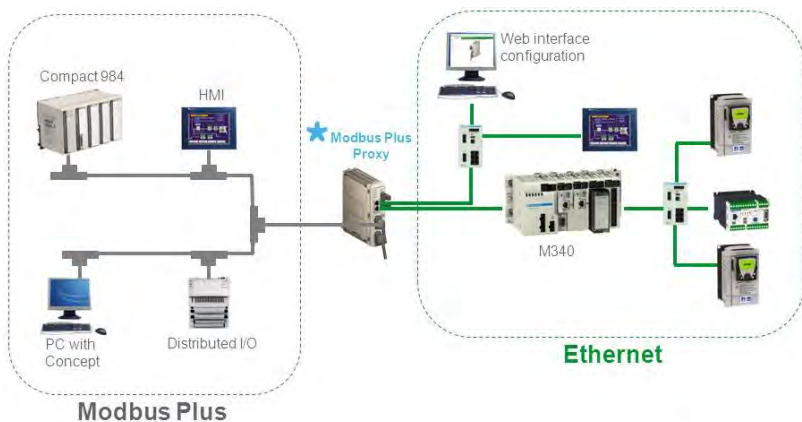 Compact 984
HMI
Modbus Plus
Proxy
PC with
Concept
Distributed I/O
Modbus Plus
Web interface
configuration
M340
Ethernet